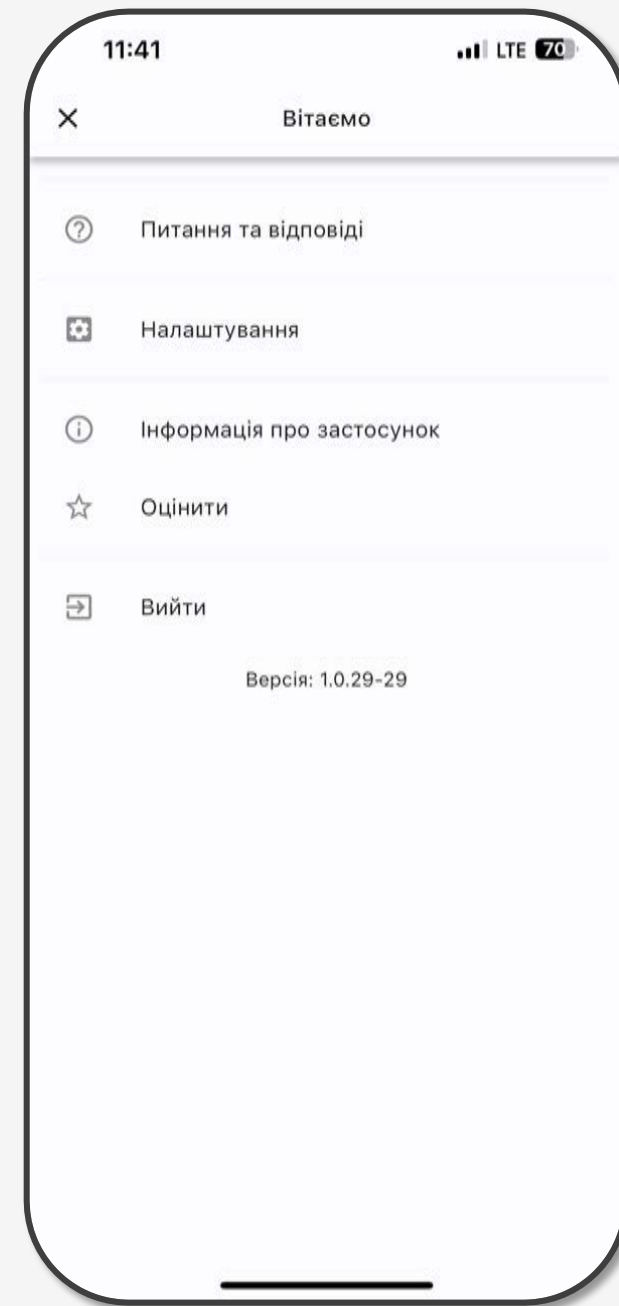 11:41 LTE 70
Вітаємо
Питання та відповіді
Налаштування
Інформація про застосунок
Оцінити
Вийти
Версія: 1.0.29-29